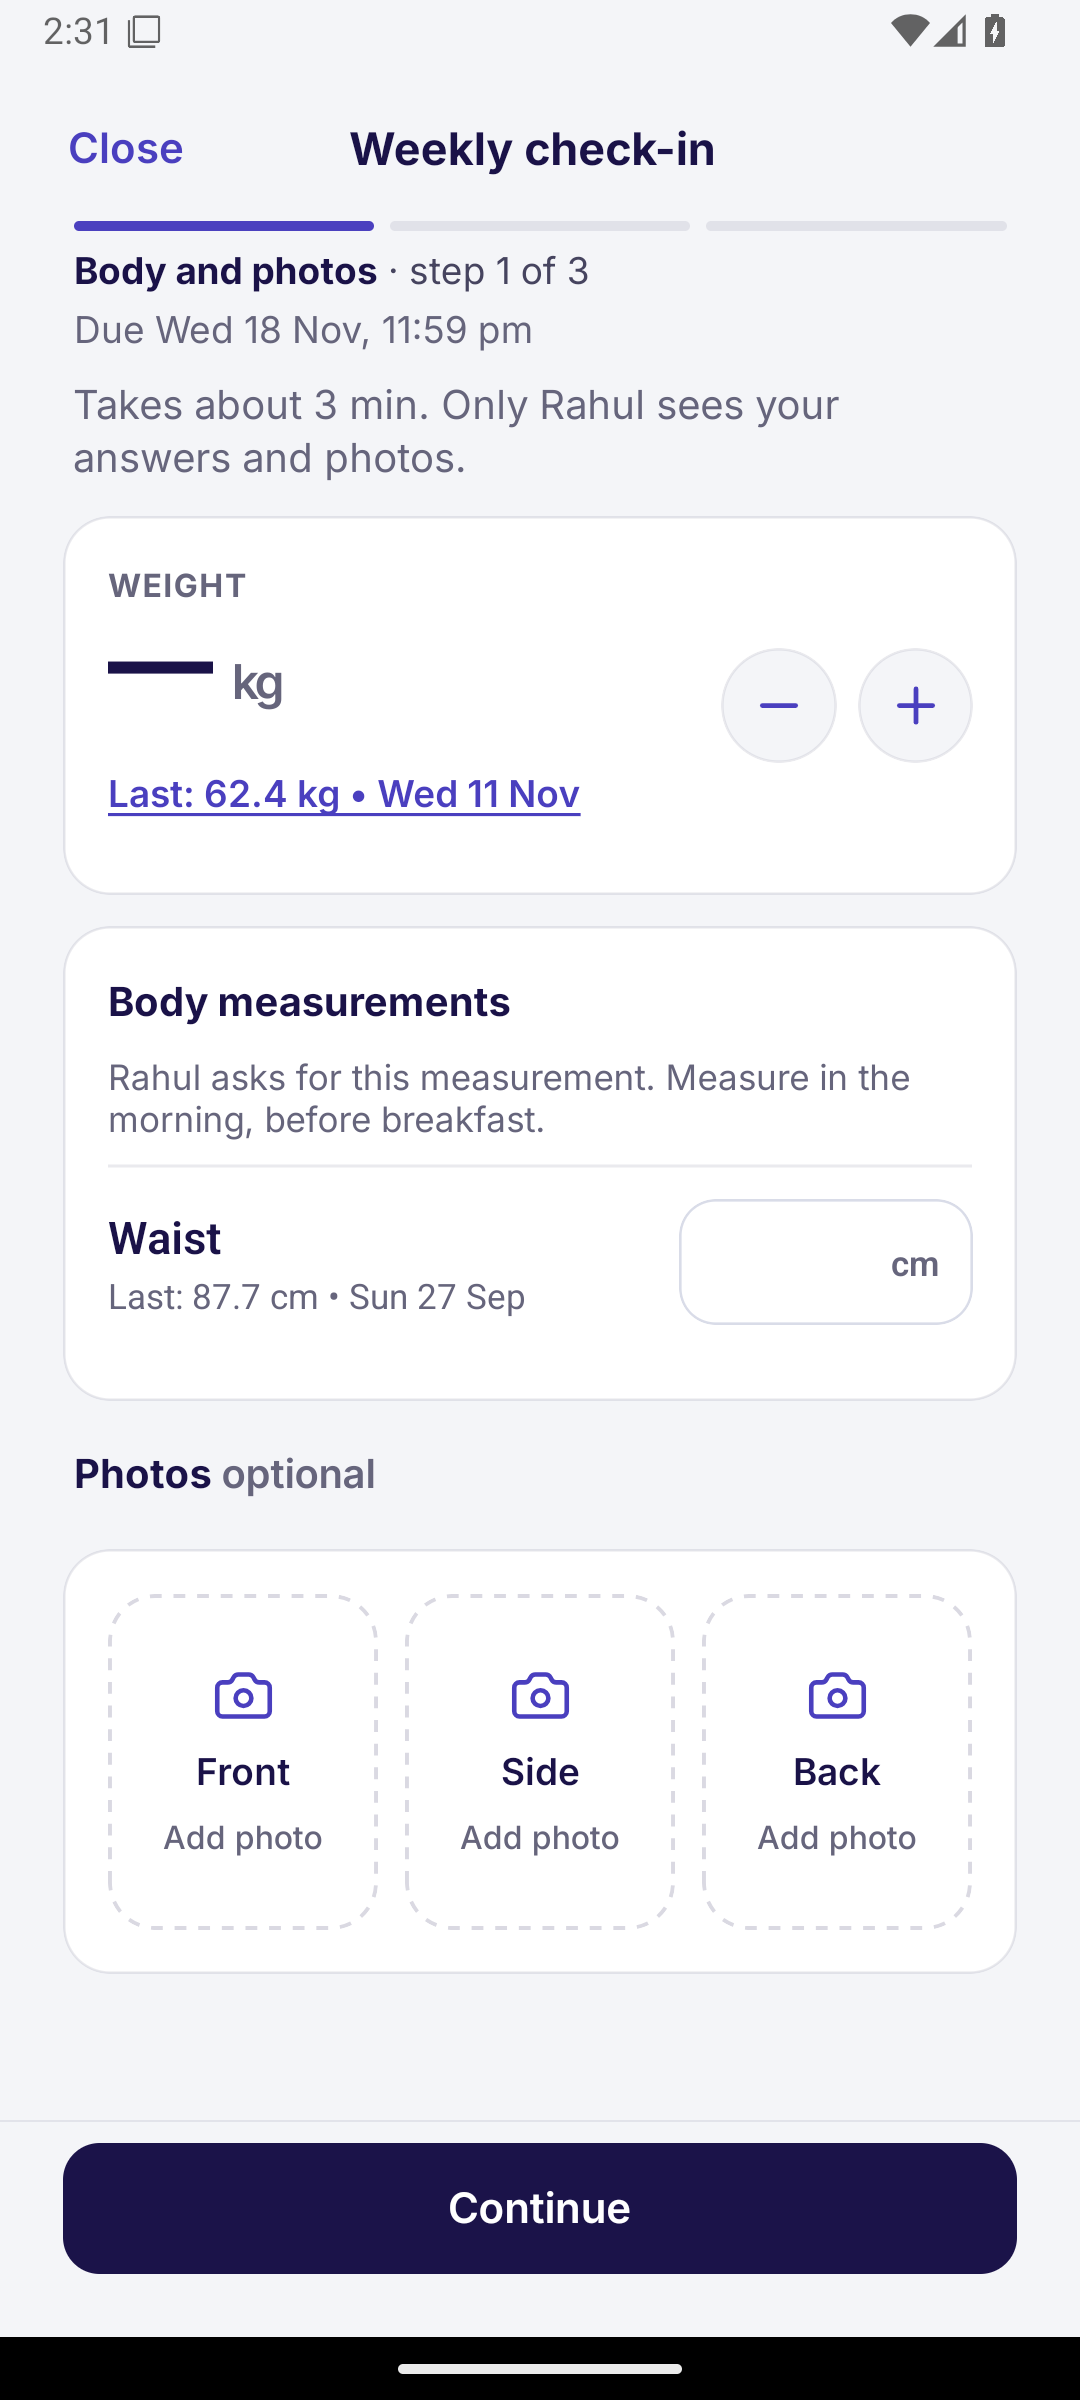 2:31
Close
Weekly check-in
Body and photos · step 1 of 3
Due Wed 18 Nov, 11:59 pm
Takes about 3 min. Only Rahul sees your
answers and photos.
WEIGHT
— kg
Last: 62.4 kg • Wed 11 Nov
Body measurements
Rahul asks for this measurement. Measure in the
morning, before breakfast.
Waist
cm
Last: 87.7 cm • Sun 27 Sep
Photos optional
Front
Side
Back
Add photo
Add photo
Add photo
Continue